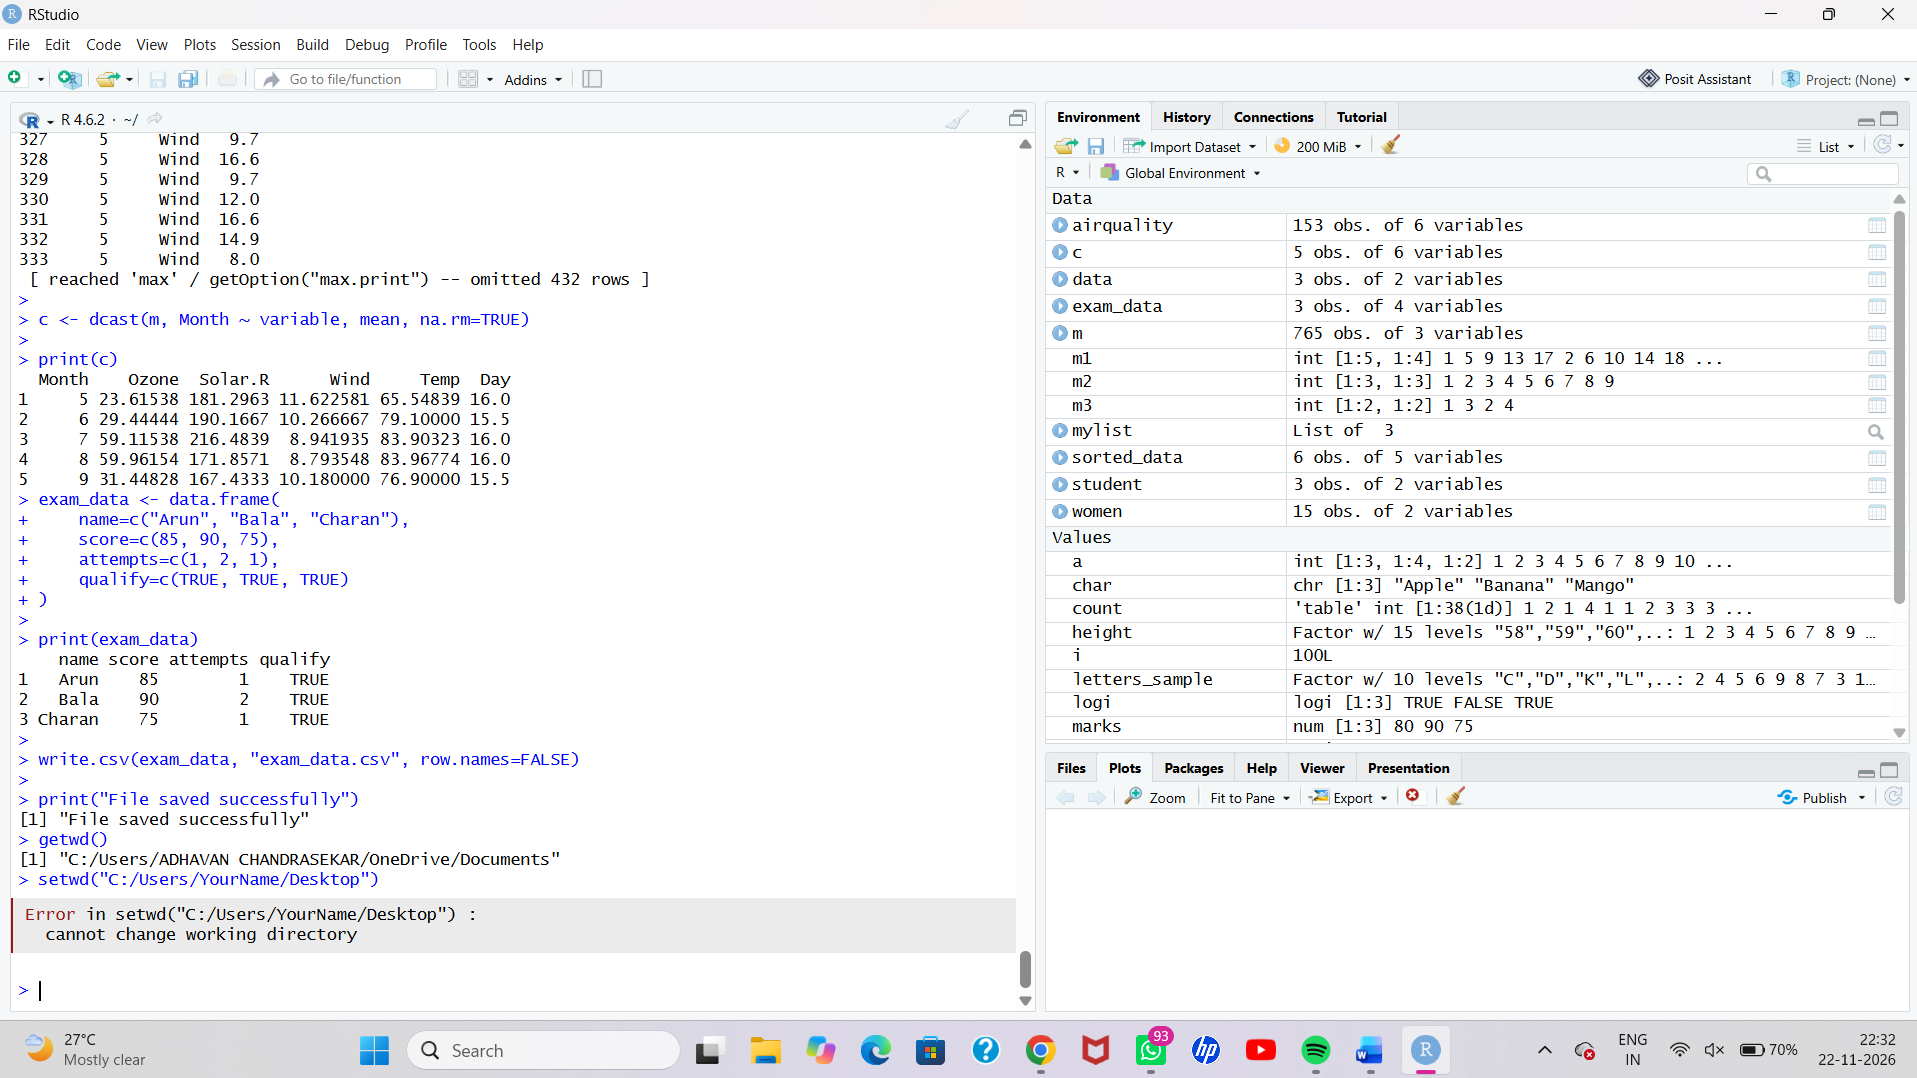 RStudio
File Edit Code View Plots Session Build Debug Profile Tools Help
Go to file/function Addins Posit Assistant Project: (None)
R 4.6.2 · ~/
327 5 Wind 9.7
328 5 Wind 16.6
329 5 Wind 9.7
330 5 Wind 12.0
331 5 Wind 16.6
332 5 Wind 14.9
333 5 Wind 8.0
[ reached 'max' / getOption("max.print") -- omitted 432 rows ]
>
> c <- dcast(m, Month ~ variable, mean, na.rm=TRUE)
>
> print(c)
Month Ozone Solar.R Wind Temp Day
1 5 23.61538 181.2963 11.622581 65.54839 16.0
2 6 29.44444 190.1667 10.266667 79.10000 15.5
3 7 59.11538 216.4839 8.941935 83.90323 16.0
4 8 59.96154 171.8571 8.793548 83.96774 16.0
5 9 31.44828 167.4333 10.180000 76.90000 15.5
> exam_data <- data.frame(
+ name=c("Arun", "Bala", "Charan"),
+ score=c(85, 90, 75),
+ attempts=c(1, 2, 1),
+ qualify=c(TRUE, TRUE, TRUE)
+ )
>
> print(exam_data)
name score attempts qualify
1 Arun 85 1 TRUE
2 Bala 90 2 TRUE
3 Charan 75 1 TRUE
>
> write.csv(exam_data, "exam_data.csv", row.names=FALSE)
>
> print("File saved successfully")
[1] "File saved successfully"
> getwd()
[1] "C:/Users/ADHAVAN CHANDRASEKAR/OneDrive/Documents"
> setwd("C:/Users/YourName/Desktop")
Error in setwd("C:/Users/YourName/Desktop") :
cannot change working directory
>
Environment History Connections Tutorial
Import Dataset 200 MiB List
R Global Environment
Data
airquality 153 obs. of 6 variables
c 5 obs. of 6 variables
data 3 obs. of 2 variables
exam_data 3 obs. of 4 variables
m 765 obs. of 3 variables
m1 int [1:5, 1:4] 1 5 9 13 17 2 6 10 14 18 ...
m2 int [1:3, 1:3] 1 2 3 4 5 6 7 8 9
m3 int [1:2, 1:2] 1 3 2 4
mylist List of 3
sorted_data 6 obs. of 5 variables
student 3 obs. of 2 variables
women 15 obs. of 2 variables
Values
a int [1:3, 1:4, 1:2] 1 2 3 4 5 6 7 8 9 10 ...
char chr [1:3] "Apple" "Banana" "Mango"
count 'table' int [1:38(1d)] 1 2 1 4 1 1 2 3 3 3 ...
height Factor w/ 15 levels "58","59","60",..: 1 2 3 4 5 6 7 8 9 …
i 100L
letters_sample Factor w/ 10 levels "C","D","K","L",..: 2 4 5 6 9 8 7 3 1…
logi logi [1:3] TRUE FALSE TRUE
marks num [1:3] 80 90 75
Files Plots Packages Help Viewer Presentation
Zoom Fit to Pane Export Publish
27°C
Mostly clear
Search
93
hp
ENG
IN
70%
22:32
22-11-2026